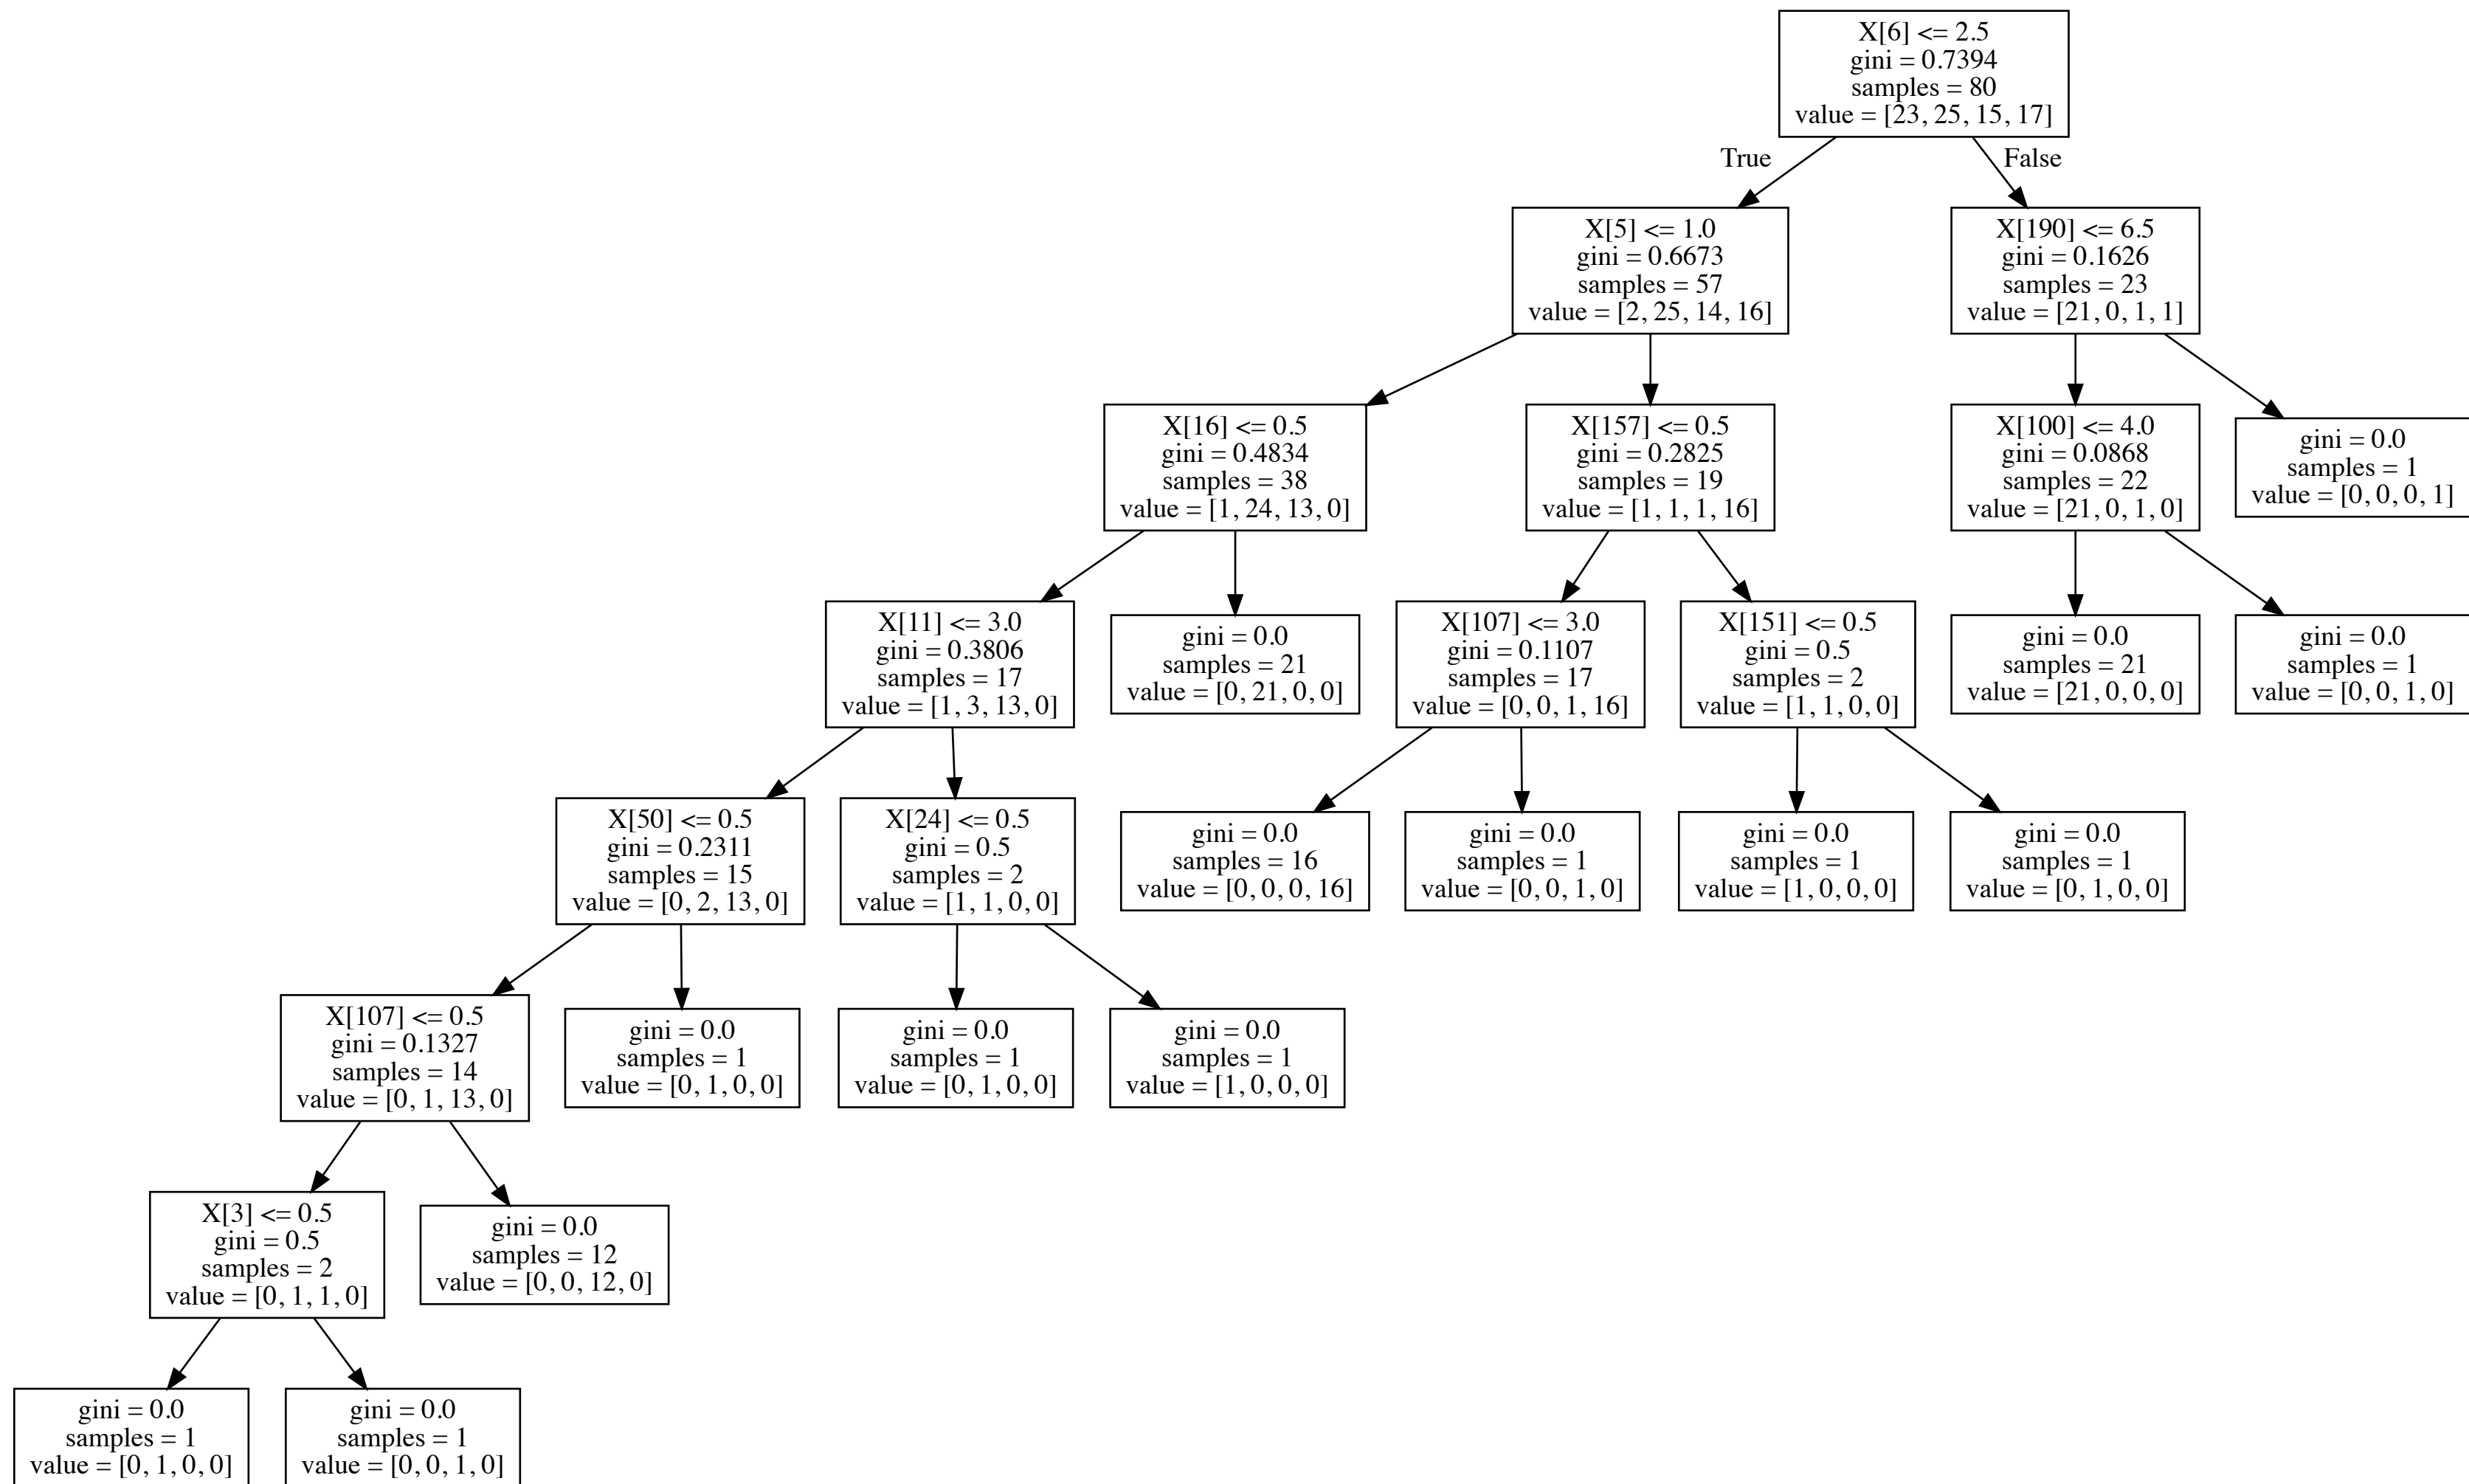 X[6] <= 2.5
gini = 0.7394
samples = 80
value = [23, 25, 15, 17]
True
False
X[5] <= 1.0
gini = 0.6673
samples = 57
value = [2, 25, 14, 16]
X[190] <= 6.5
gini = 0.1626
samples = 23
value = [21, 0, 1, 1]
X[16] <= 0.5
gini = 0.4834
samples = 38
value = [1, 24, 13, 0]
X[157] <= 0.5
gini = 0.2825
samples = 19
value = [1, 1, 1, 16]
X[100] <= 4.0
gini = 0.0868
samples = 22
value = [21, 0, 1, 0]
gini = 0.0
samples = 1
value = [0, 0, 0, 1]
X[11] <= 3.0
gini = 0.3806
samples = 17
value = [1, 3, 13, 0]
gini = 0.0
samples = 21
value = [0, 21, 0, 0]
X[107] <= 3.0
gini = 0.1107
samples = 17
value = [0, 0, 1, 16]
X[151] <= 0.5
gini = 0.5
samples = 2
value = [1, 1, 0, 0]
gini = 0.0
samples = 21
value = [21, 0, 0, 0]
gini = 0.0
samples = 1
value = [0, 0, 1, 0]
X[50] <= 0.5
gini = 0.2311
samples = 15
value = [0, 2, 13, 0]
X[24] <= 0.5
gini = 0.5
samples = 2
value = [1, 1, 0, 0]
gini = 0.0
samples = 16
value = [0, 0, 0, 16]
gini = 0.0
samples = 1
value = [0, 0, 1, 0]
gini = 0.0
samples = 1
value = [1, 0, 0, 0]
gini = 0.0
samples = 1
value = [0, 1, 0, 0]
X[107] <= 0.5
gini = 0.1327
samples = 14
value = [0, 1, 13, 0]
gini = 0.0
samples = 1
value = [0, 1, 0, 0]
gini = 0.0
samples = 1
value = [0, 1, 0, 0]
gini = 0.0
samples = 1
value = [1, 0, 0, 0]
X[3] <= 0.5
gini = 0.5
samples = 2
value = [0, 1, 1, 0]
gini = 0.0
samples = 12
value = [0, 0, 12, 0]
gini = 0.0
samples = 1
value = [0, 1, 0, 0]
gini = 0.0
samples = 1
value = [0, 0, 1, 0]